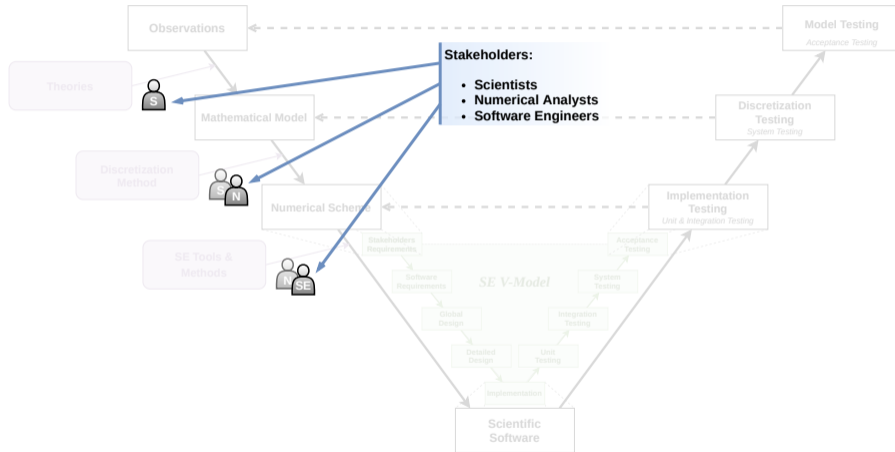 Observations
Model Testing
Acceptance Testing
Stakeholders:
• Scientists
• Numerical Analysts
• Software Engineers
Theories
S
Mathematical Model
Discretization
Testing
System Testing
Discretization
Method
S
N
Numerical Scheme
Implementation
Testing
Unit & Integration Testing
SE Tools &
Methods
N
SE
Stakeholders
Requirements
Acceptance
Testing
Software
Requirements
SE V-Model
System
Testing
Global
Design
Integration
Testing
Detailed
Design
Unit
Testing
Implementation
Scientific
Software